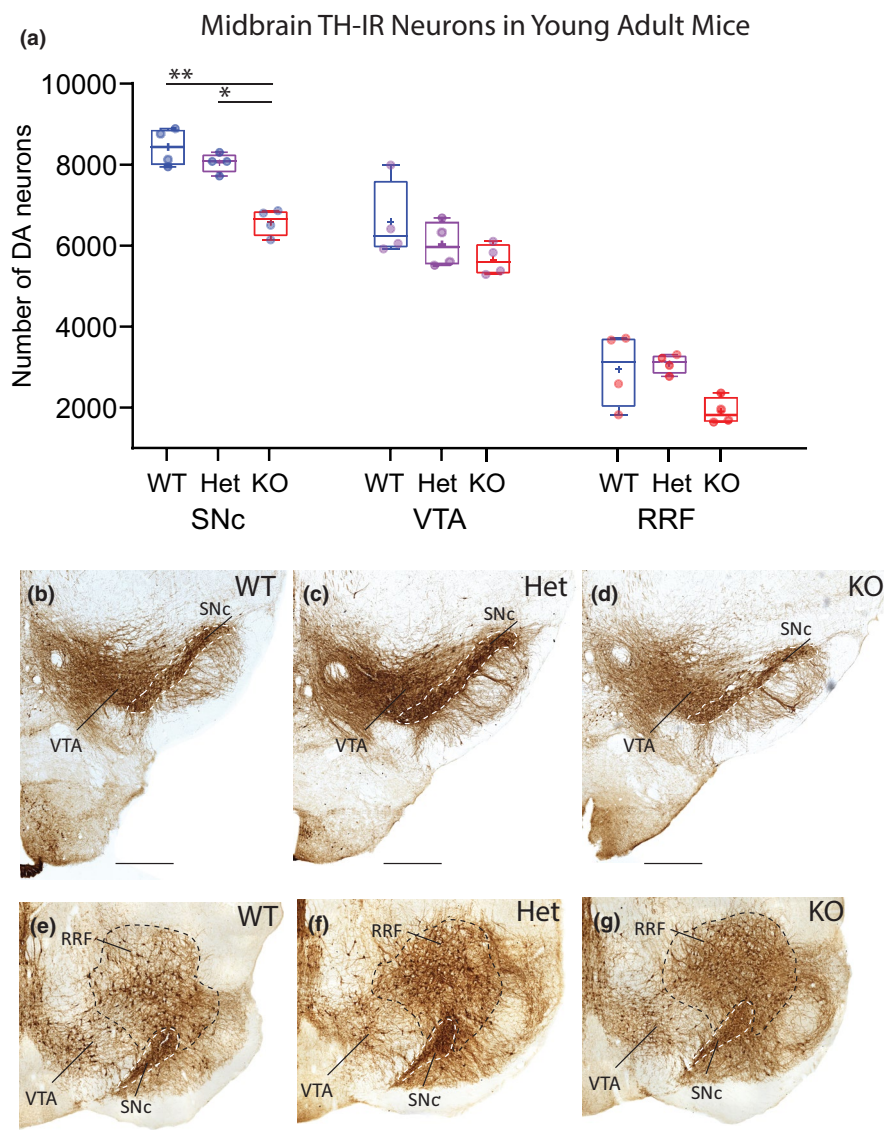 Midbrain TH-IR Neurons in Young Adult Mice
(a)
**
*
10000
8000
6000
4000
2000
Number of DA neurons
WT Het KO WT Het KO WT Het KO
SNc VTA RRF
(b) WT
SNc
VTA
(c) Het
SNc
VTA
(d) KO
SNc
VTA
(e) WT
RRF
VTA
SNc
(f) Het
RRF
VTA
SNc
(g) KO
RRF
VTA
SNc